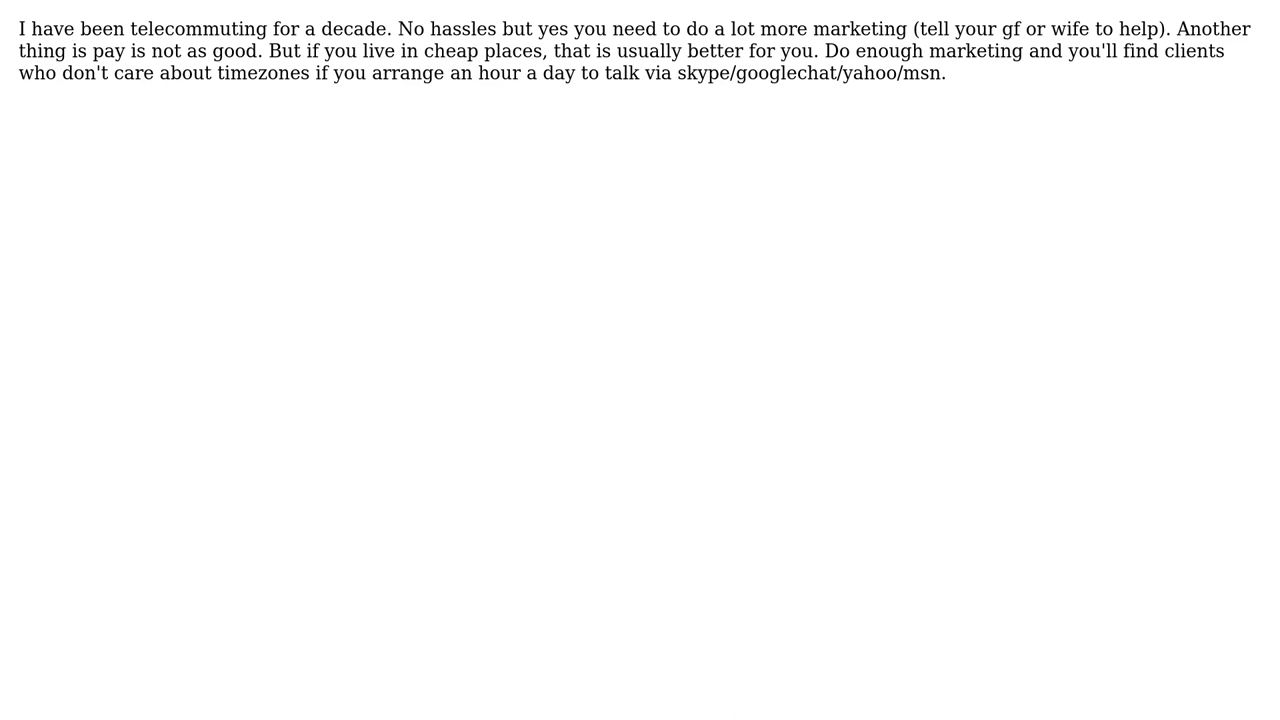 I have been telecommuting for a decade. No hassles but yes you need to do a lot more marketing (tell your gf or wife to help). Another
thing is pay is not as good. But if you live in cheap places, that is usually better for you. Do enough marketing and you'll find clients
who don't care about timezones if you arrange an hour a day to talk via skype/googlechat/yahoo/msn.